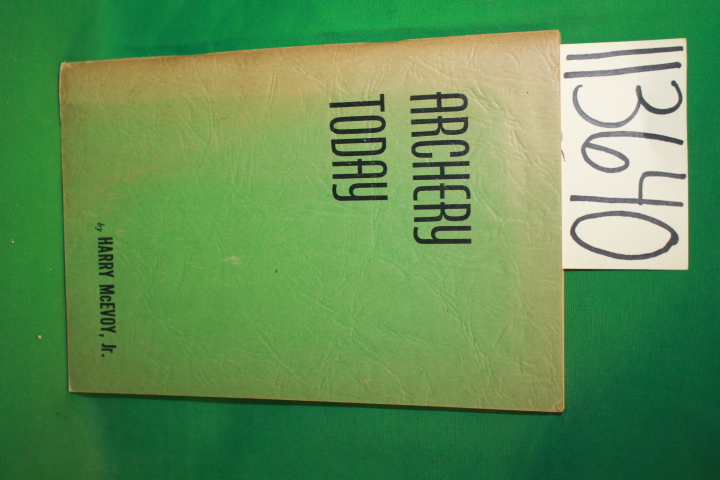 113640
ARCHERY
TODAY
by HARRY McEVOY, Jr.